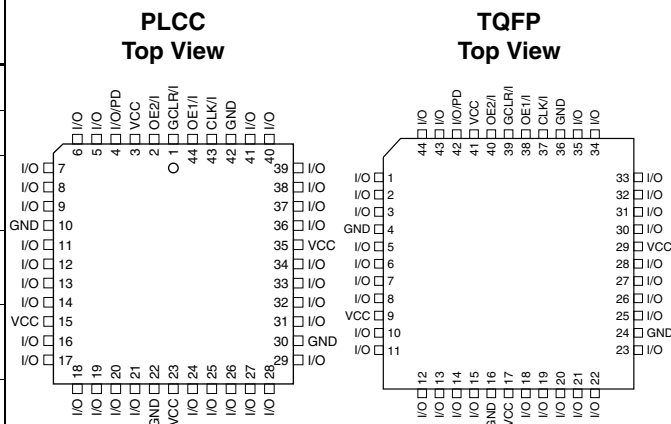 PLCC
Top View
I/O
I/O
I/O/PD
VCC
OE2/I
GCLR/I
OE1/I
CLK/I
GND
I/O
I/O
6
5
4
3
2
1
44
43
42
41
40
I/O 7
I/O 8
I/O 9
GND 10
I/O 11
I/O 12
I/O 13
I/O 14
VCC 15
I/O 16
I/O 17
39 I/O
38 I/O
37 I/O
36 I/O
35 VCC
34 I/O
33 I/O
32 I/O
31 I/O
30 GND
29 I/O
18
19
20
21
22
23
24
25
26
27
28
I/O
I/O
I/O
I/O
GND
VCC
I/O
I/O
I/O
I/O
I/O
TQFP
Top View
I/O
I/O
I/O/PD
VCC
OE2/I
GCLR/I
OE1/I
CLK/I
GND
I/O
I/O
44
43
42
41
40
39
38
37
36
35
34
I/O 1
I/O 2
I/O 3
GND 4
I/O 5
I/O 6
I/O 7
I/O 8
VCC 9
I/O 10
I/O 11
33 I/O
32 I/O
31 I/O
30 I/O
29 VCC
28 I/O
27 I/O
26 I/O
25 I/O
24 GND
23 I/O
12
13
14
15
16
17
18
19
20
21
22
I/O
I/O
I/O
I/O
GND
VCC
I/O
I/O
I/O
I/O
I/O